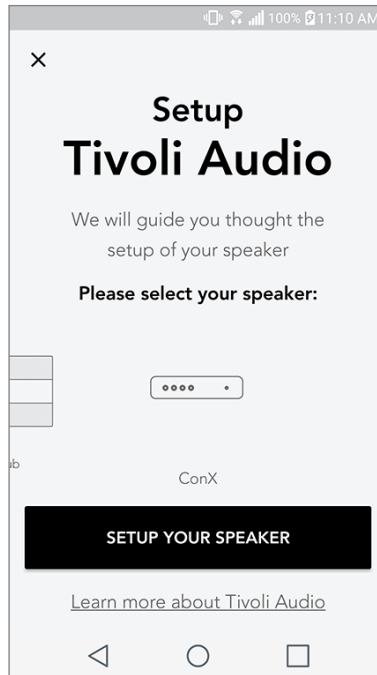 100% 11:10 AM
Setup
Tivoli Audio
We will guide you thought the
setup of your speaker
Please select your speaker:
ub
ConX
SETUP YOUR SPEAKER
Learn more about Tivoli Audio